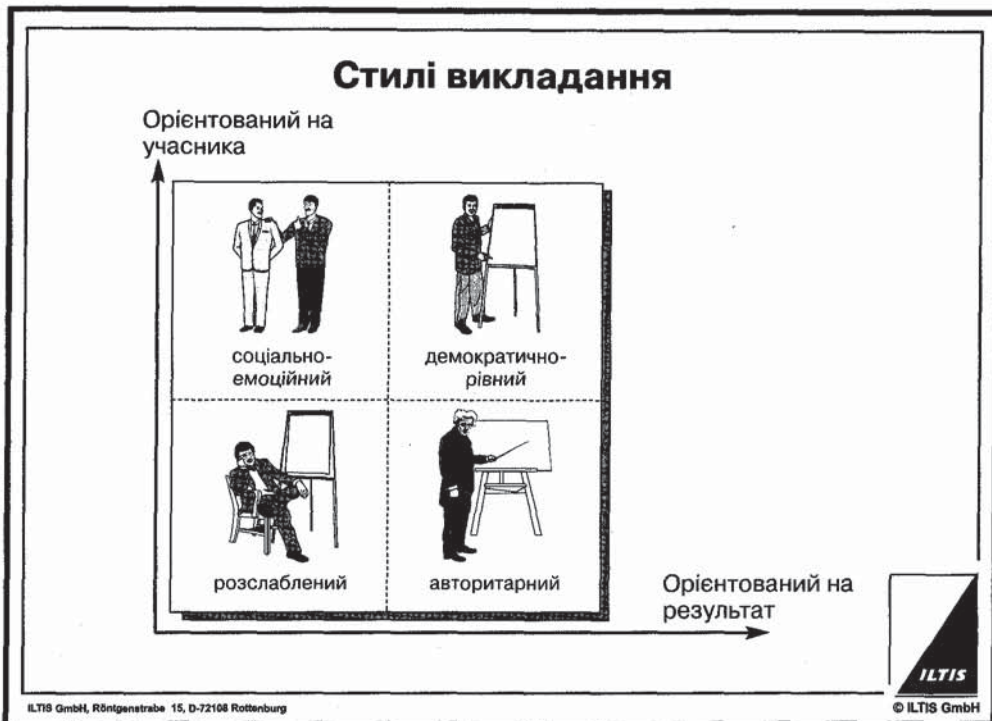 Стилі викладання
Орієнтований на
учасника
соціально-
емоційний
демократично-
рівний
розслаблений
авторитарний
Орієнтований на
результат
ILTIS
ILTIS GmbH, Röntgenstrabe 15, D-72108 Rottenburg
© ILTIS GmbH